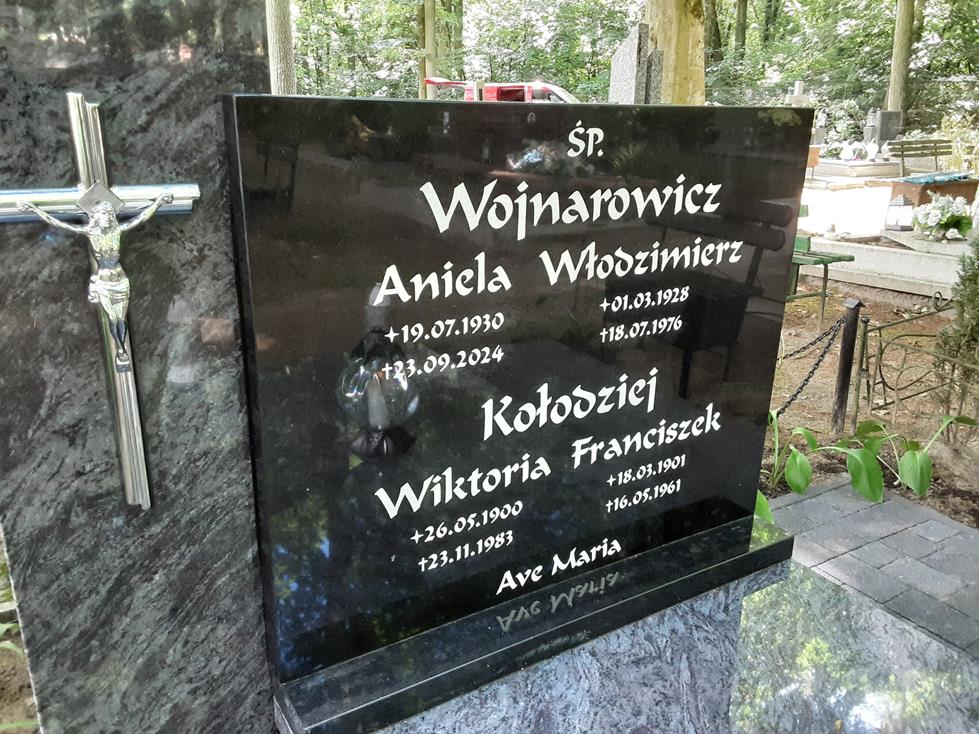 ŚP.
Wojnarowicz
Aniela Włodzimierz
+19.07.1930 +01.03.1928
†23.09.2024 †18.07.1976
Kołodziej
Wiktoria Franciszek
+26.05.1900 +18.03.1901
†23.11.1983 †16.05.1961
Ave Maria